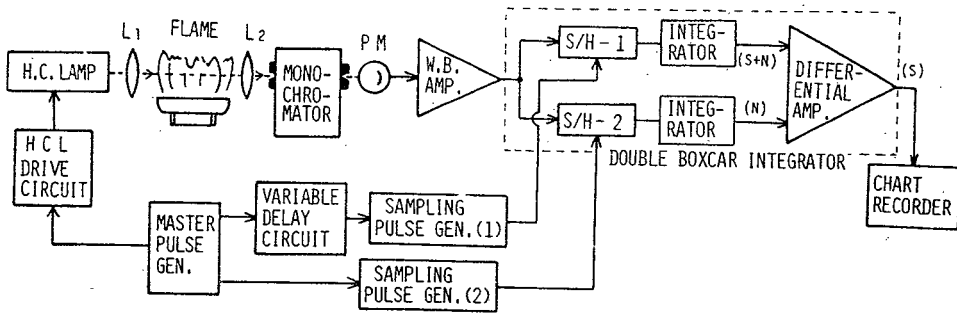 L1
FLAME
L2
H.C. LAMP
MONO-
CHRO-
MATOR
PM
W.B.
AMP.
S/H-1
INTEG-
RATOR
(S+N)
S/H-2
INTEG-
RATOR
(N)
DIFFER-
ENTIAL
AMP.
(S)
DOUBLE BOXCAR INTEGRATOR
CHART
RECORDER
HCL
DRIVE
CIRCUIT
MASTER
PULSE
GEN.
VARIABLE
DELAY
CIRCUIT
SAMPLING
PULSE GEN.(1)
SAMPLING
PULSE GEN.(2)